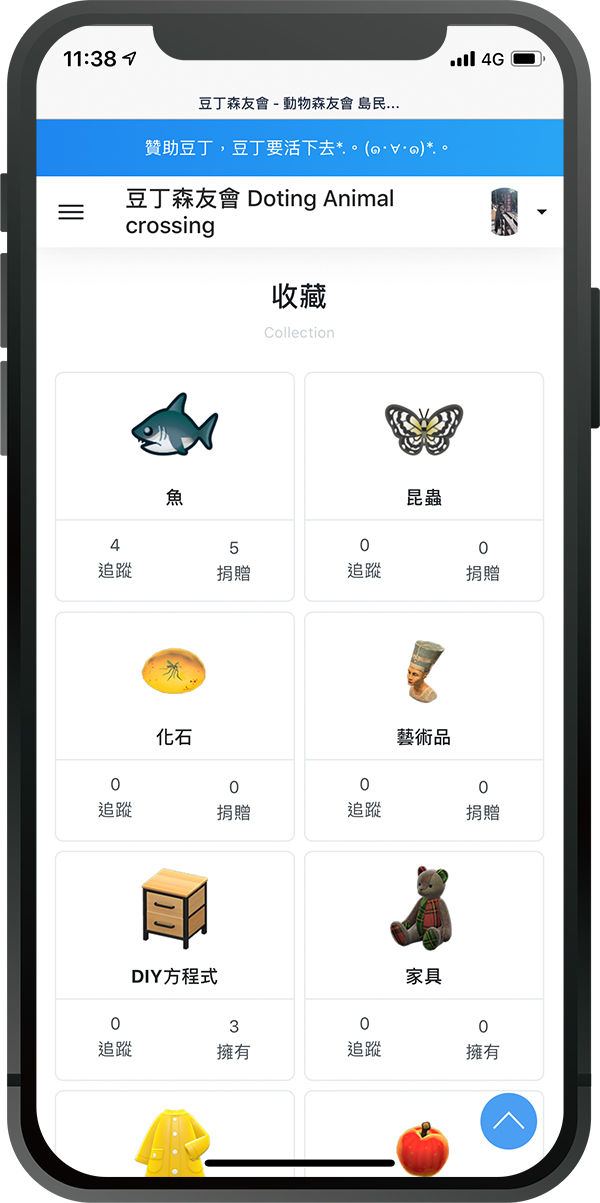 11:38
4G
豆丁森友會 - 動物森友會 島民...
贊助豆丁，豆丁要活下去*.。(๑･∀･๑)*.。
豆丁森友會 Doting Animal
crossing
收藏
Collection
魚
昆蟲
4
5
0
0
追蹤
捐贈
追蹤
捐贈
化石
藝術品
0
0
0
0
追蹤
捐贈
追蹤
捐贈
DIY方程式
家具
0
3
0
0
追蹤
擁有
追蹤
擁有